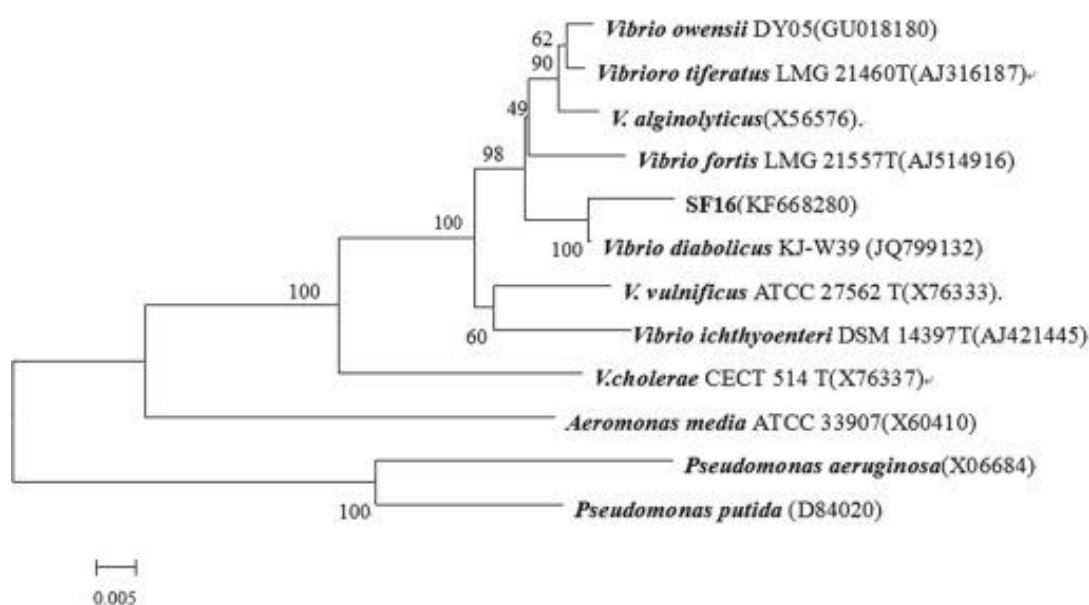 Vibrio owensii DY05(GU018180)
62
90
Vibrioro tiferatus LMG 21460T(AJ316187)↵
49
V. alginolyticus(X56576).
98
Vibrio fortis LMG 21557T(AJ514916)
SF16(KF668280)
100
100
Vibrio diabolicus KJ-W39 (JQ799132)
100
V. vulnificus ATCC 27562 T(X76333).
60
Vibrio ichthyoenteri DSM 14397T(AJ421445)
V.cholerae CECT 514 T(X76337)↵
Aeromonas media ATCC 33907(X60410)
Pseudomonas aeruginosa(X06684)
100
Pseudomonas putida (D84020)
0.005